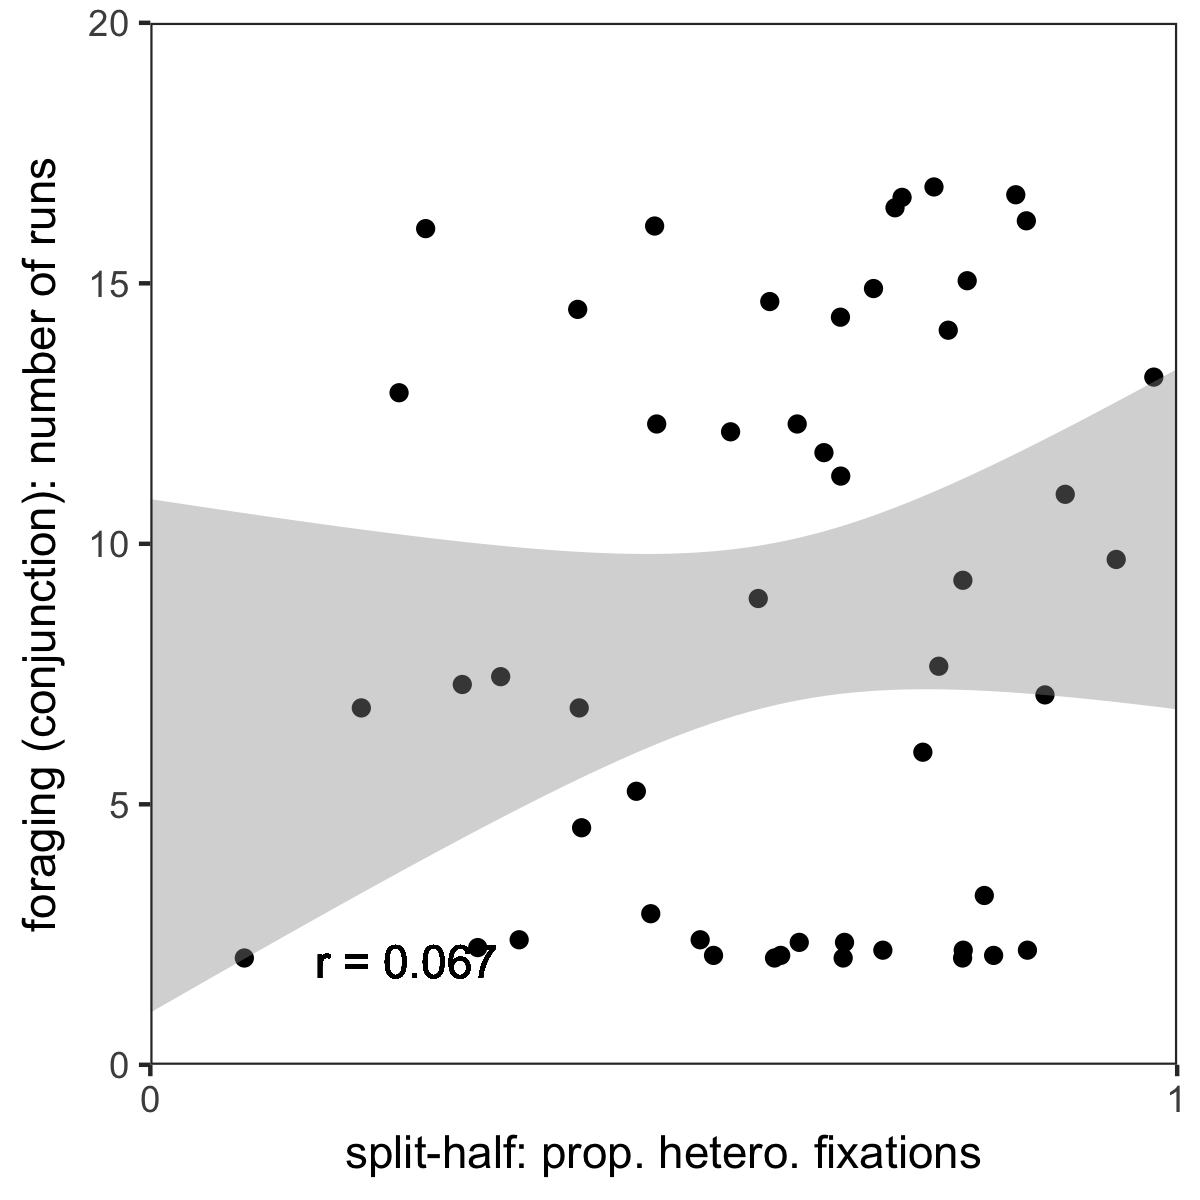 20
15
10
5
0
foraging (conjunction): number of runs
r = 0.067
0
1
split-half: prop. hetero. fixations